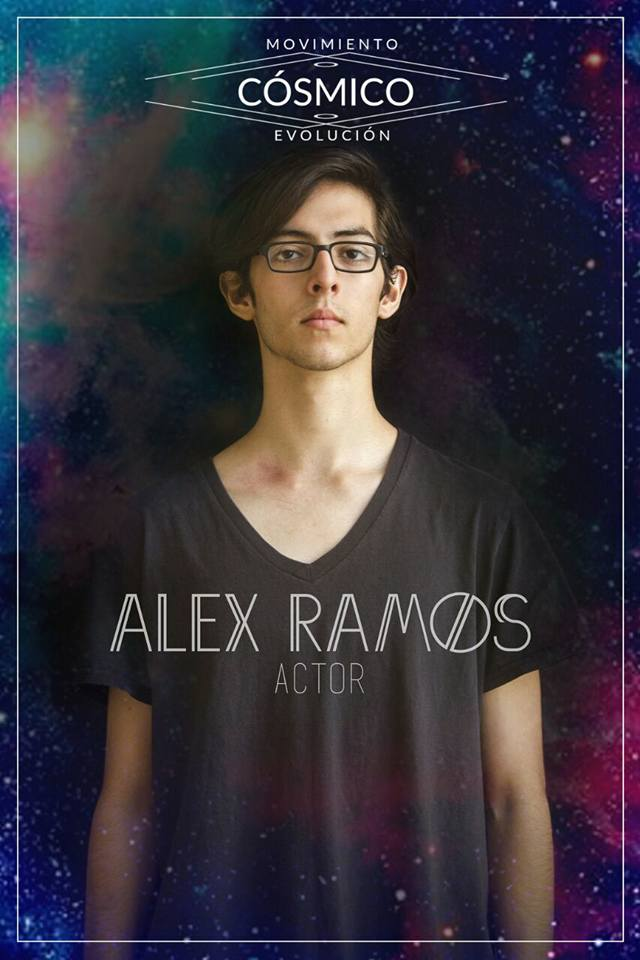 MOVIMIENTO
CÓSMICO
EVOLUCIÓN
ALEX RAMØS
ACTOR